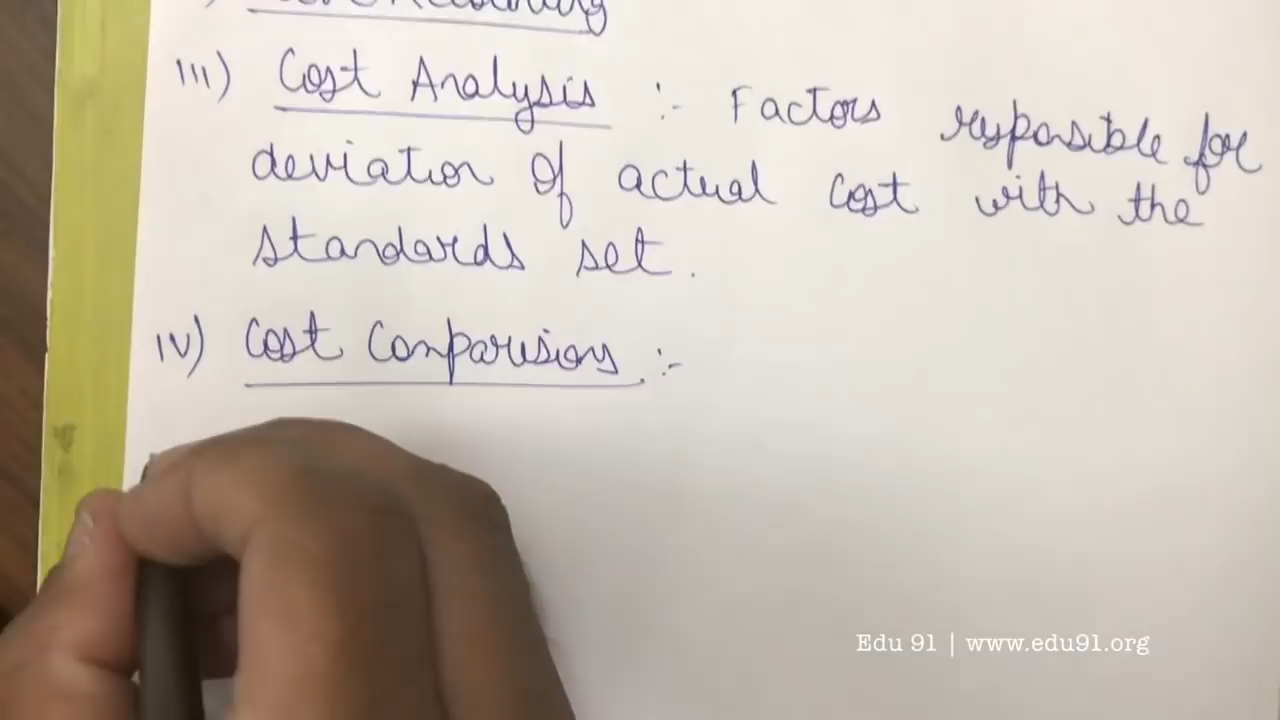 III) Cost Analysis :- Factors resposible for
deviation of actual cost with the
standards set.
IV) Cost Comparisions :-
Edu 91 | www.edu91.org